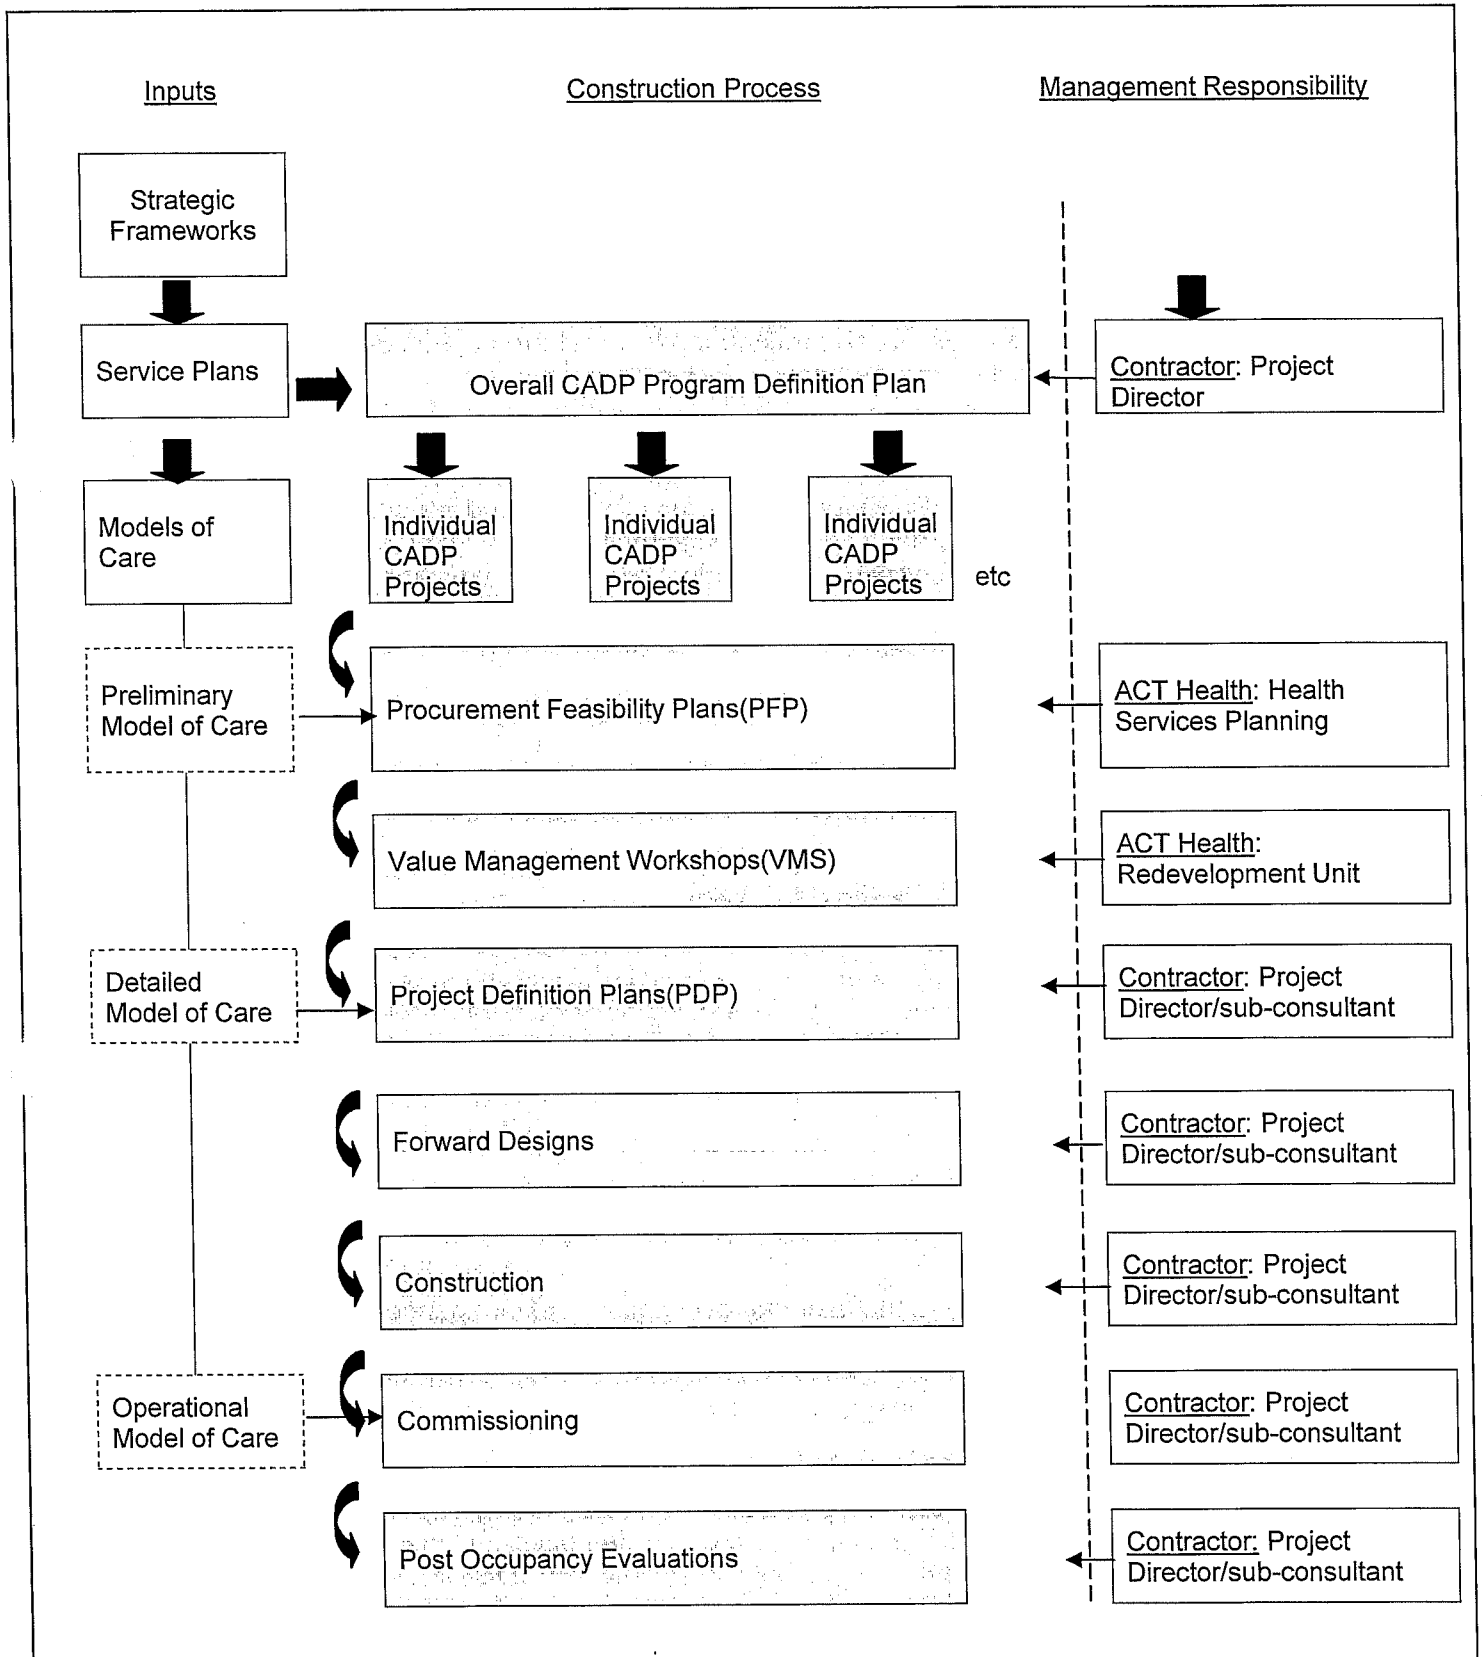 Inputs
Construction Process
Management Responsibility
Strategic
Frameworks
Service Plans
Overall CADP Program Definition Plan
Contractor: Project
Director
Models of
Care
Individual
CADP
Projects
Individual
CADP
Projects
Individual
CADP
Projects
etc
Preliminary
Model of Care
Procurement Feasibility Plans(PFP)
ACT Health: Health
Services Planning
Value Management Workshops(VMS)
ACT Health:
Redevelopment Unit
Detailed
Model of Care
Project Definition Plans(PDP)
Contractor: Project
Director/sub-consultant
Forward Designs
Contractor: Project
Director/sub-consultant
Construction
Contractor: Project
Director/sub-consultant
Operational
Model of Care
Commissioning
Contractor: Project
Director/sub-consultant
Post Occupancy Evaluations
Contractor: Project
Director/sub-consultant